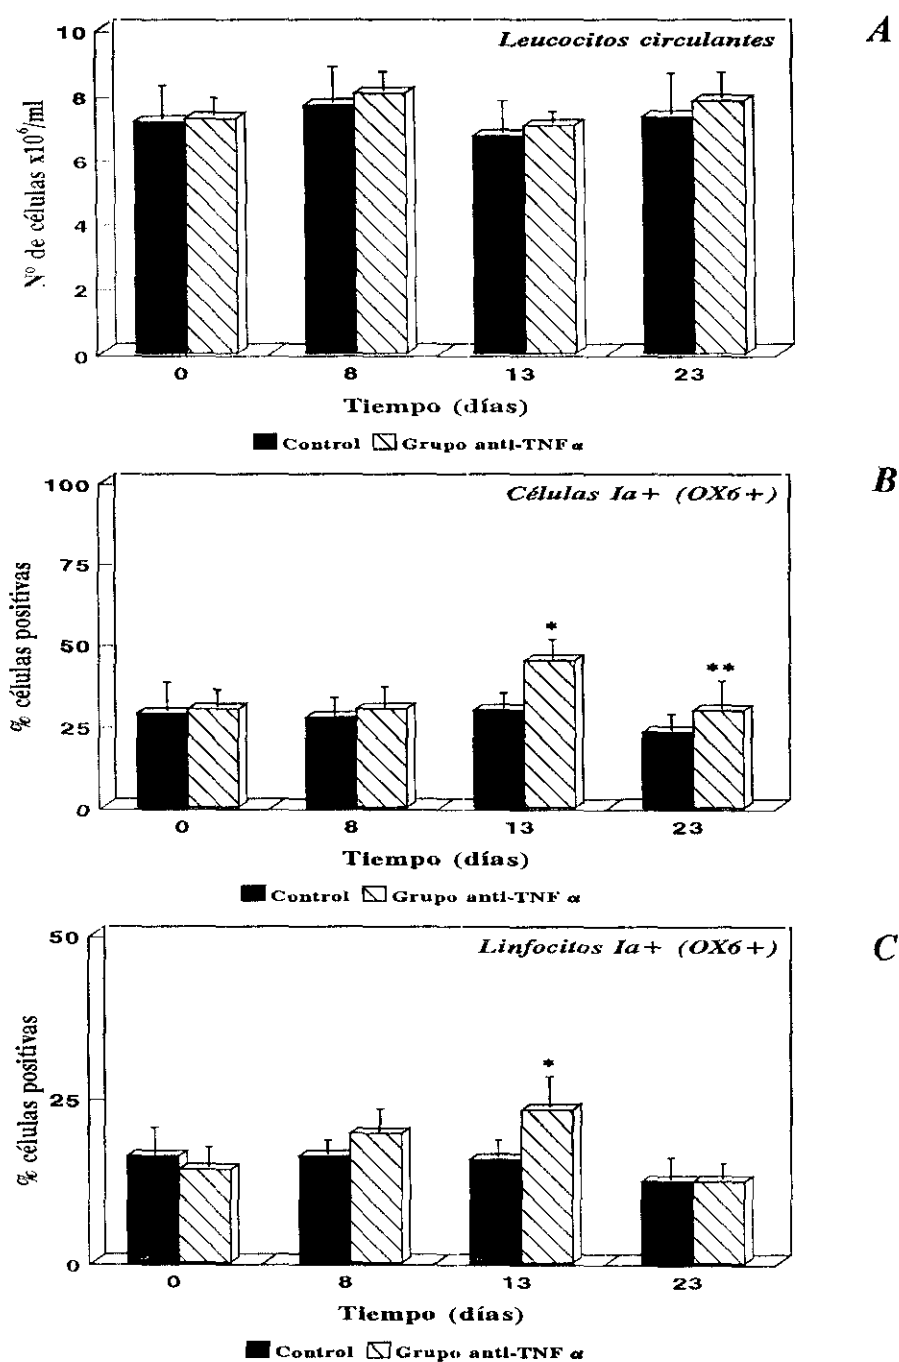 A
Leucocitos circulantes
Nº de células x10⁶/ml
10
8
6
4
2
0
0 8 13 23
Tiempo (días)
Control Grupo anti-TNF α
B
Células Ia+ (OX6+)
% células positivas
100
75
50
25
0
*
**
0 8 13 23
Tiempo (días)
Control Grupo anti-TNF α
C
Linfocitos Ia+ (OX6+)
% células positivas
50
25
0
*
0 8 13 23
Tiempo (días)
Control Grupo anti-TNF α